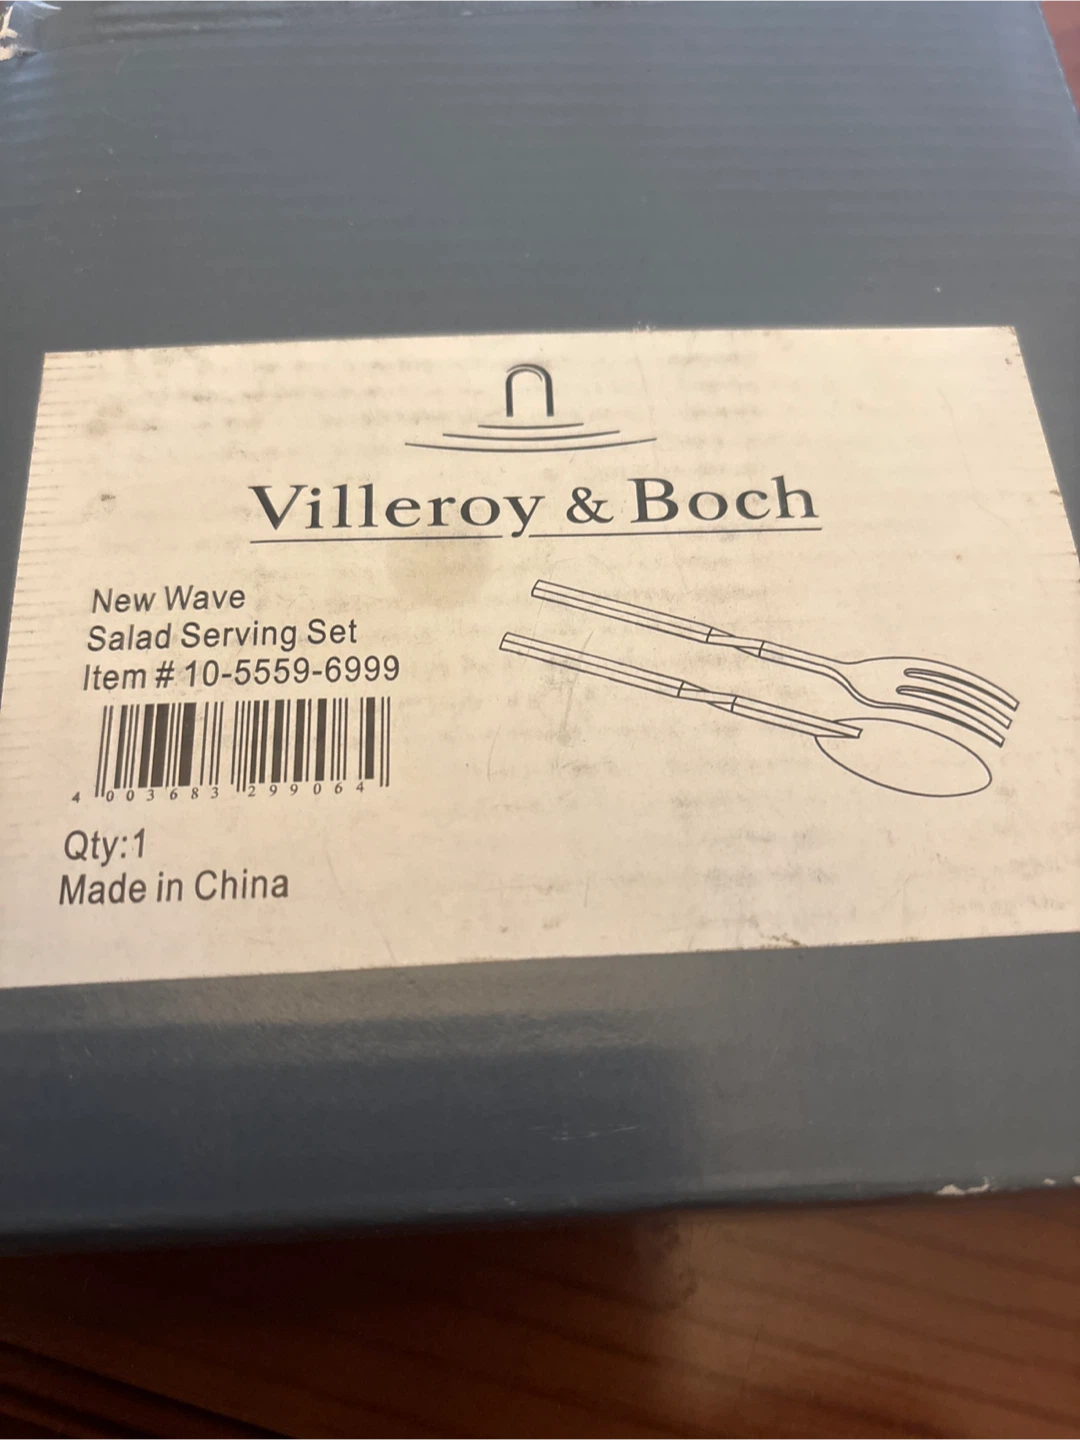 Villeroy & Boch
New Wave
Salad Serving Set
Item # 10-5559-6999
4 003683 299064
Qty:1
Made in China